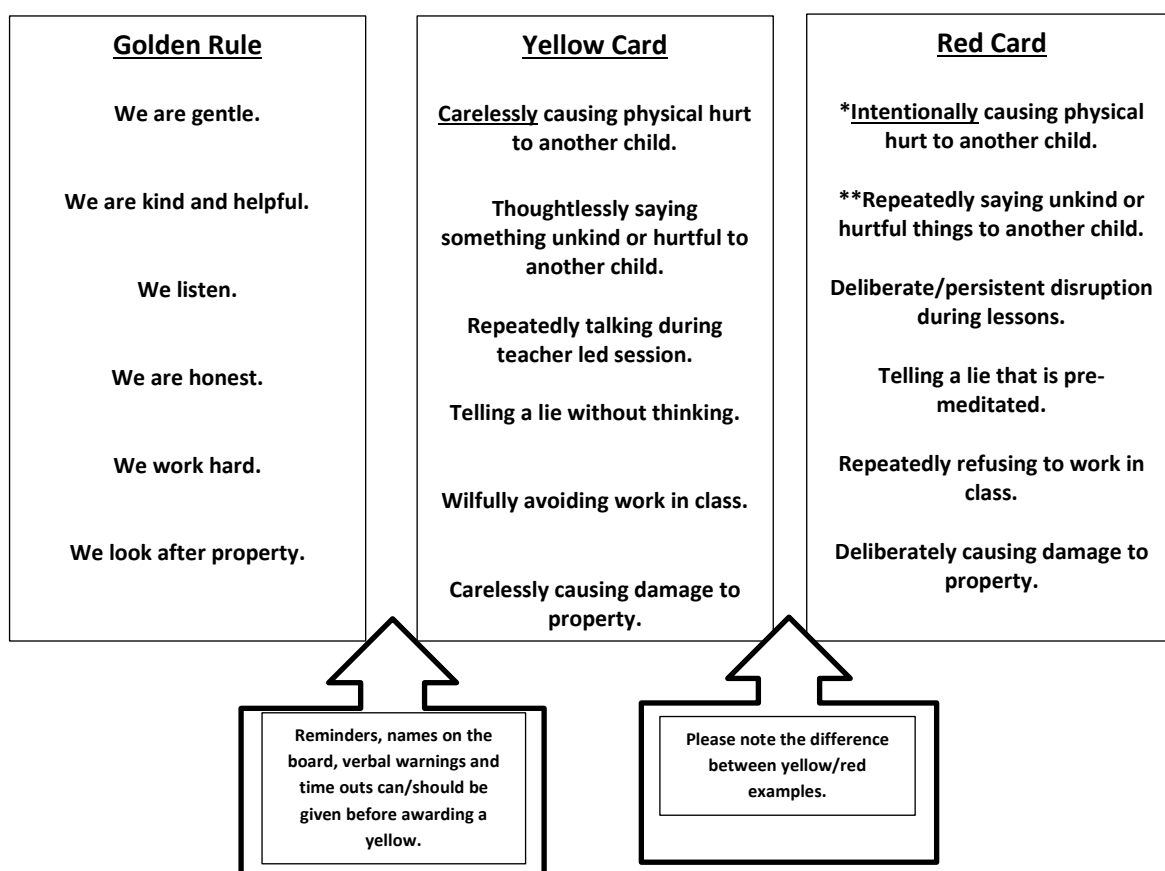 Golden Rule
We are gentle.
We are kind and helpful.
We listen.
We are honest.
We work hard.
We look after property.
Yellow Card
Carelessly causing physical hurt
to another child.
Thoughtlessly saying
something unkind or hurtful to
another child.
Repeatedly talking during
teacher led session.
Telling a lie without thinking.
Wilfully avoiding work in class.
Carelessly causing damage to
property.
Red Card
*Intentionally causing physical
hurt to another child.
**Repeatedly saying unkind or
hurtful things to another child.
Deliberate/persistent disruption
during lessons.
Telling a lie that is pre-
meditated.
Repeatedly refusing to work in
class.
Deliberately causing damage to
property.
Reminders, names on the
board, verbal warnings and
time outs can/should be
given before awarding a
yellow.
Please note the difference
between yellow/red
examples.